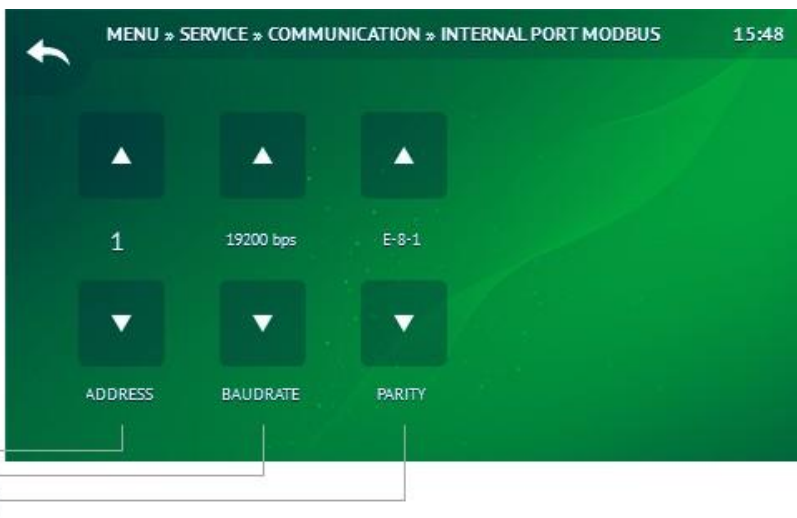 MENU » SERVICE » COMMUNICATION » INTERNAL PORT MODBUS 15:48
1 19200 bps E-8-1
ADDRESS BAUDRATE PARITY